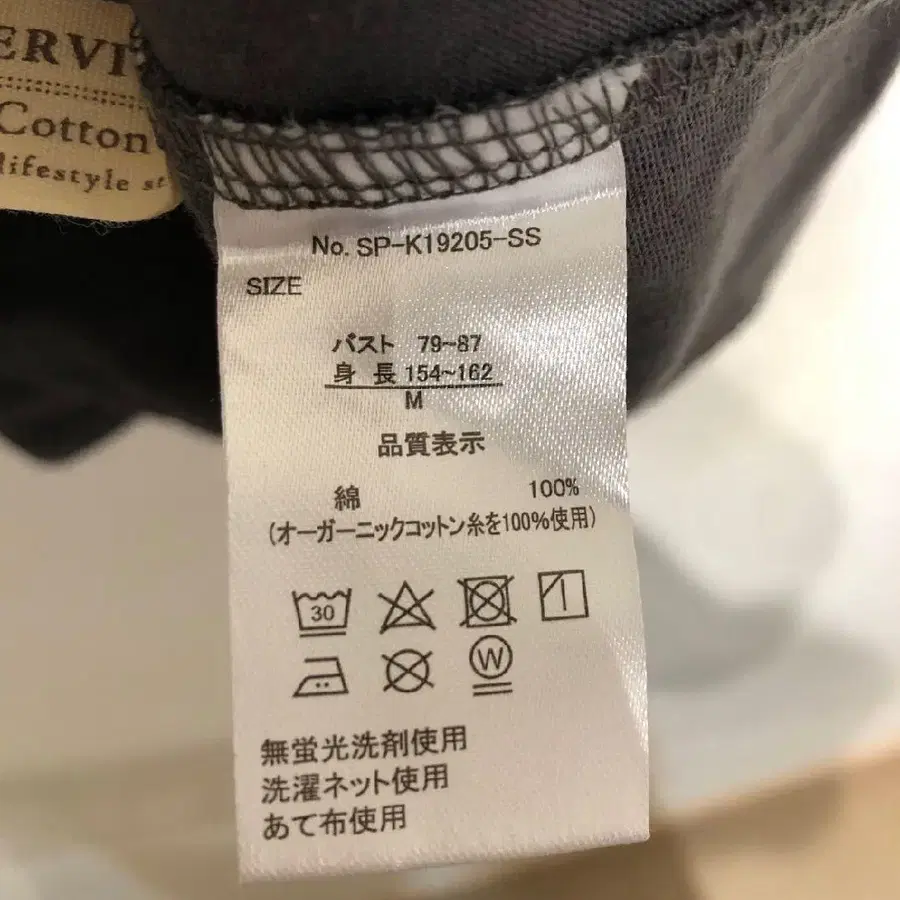 ERVI
Cotton
lifestyle st
No. SP-K19205-SS
SIZE
バスト 79~87
身長 154~162
M
品質表示
綿 100%
(オーガーニックコットン糸を100%使用)
30
W
無蛍光洗剤使用
洗濯ネット使用
あて布使用